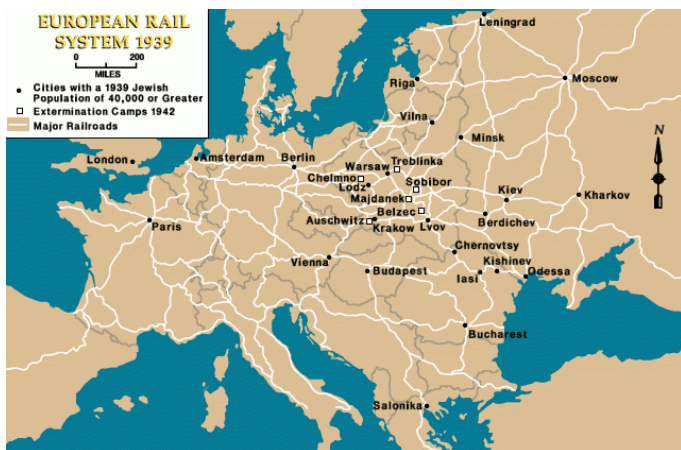 EUROPEAN RAIL
SYSTEM 1939
0 200
MILES
Cities with a 1939 Jewish
Population of 40,000 or Greater
Extermination Camps 1942
Major Railroads
Leningrad
Moscow
Riga
Vilna
Minsk
N
London
Amsterdam
Berlin
Warsaw
Treblinka
Chelmno
Lodz
Sobibor
Majdanek
Kiev
Kharkov
Belzec
Auschwitz
Krakow
Lvov
Berdichev
Paris
Chernovtsy
Vienna
Budapest
Kishinev
Iasi
Odessa
Bucharest
Salonika